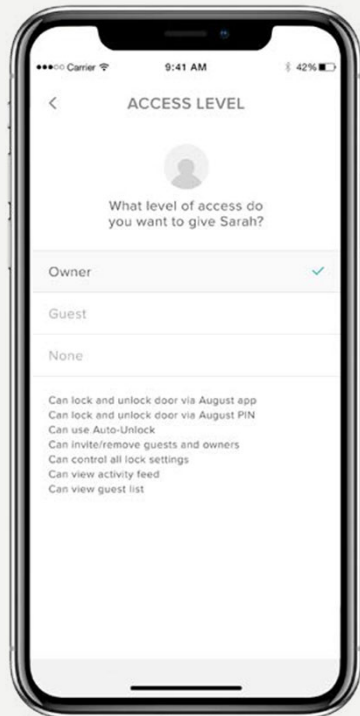 Carrier 9:41 AM 42%
ACCESS LEVEL
What level of access do
you want to give Sarah?
Owner
Guest
None
Can lock and unlock door via August app
Can lock and unlock door via August PIN
Can use Auto-Unlock
Can invite/remove guests and owners
Can control all lock settings
Can view activity feed
Can view guest list